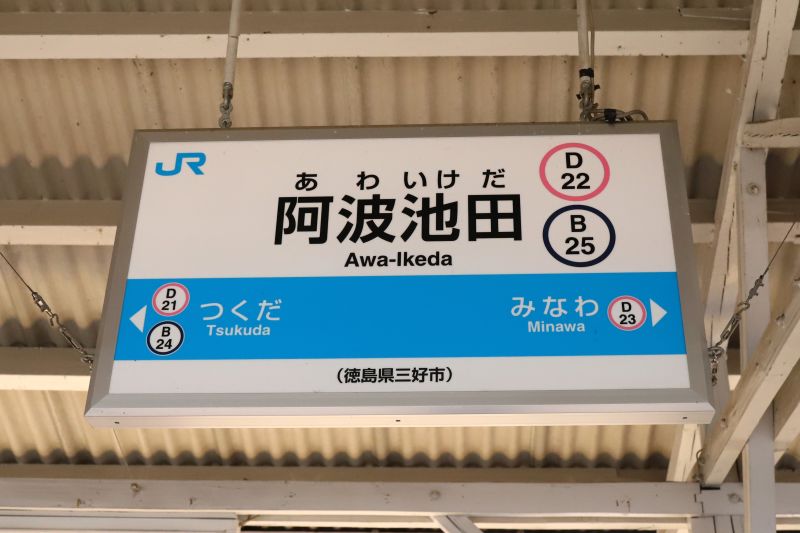 JR
あわいけだ
阿波池田
Awa-Ikeda
D
22
B
25
D
21
B
24
つくだ
Tsukuda
みなわ
Minawa
D
23
(徳島県三好市)